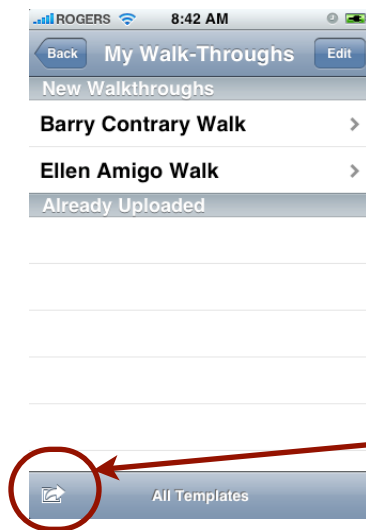 ROGERS 8:42 AM
Back My Walk-Throughs Edit
New Walkthroughs
Barry Contrary Walk
Ellen Amigo Walk
Already Uploaded
All Templates